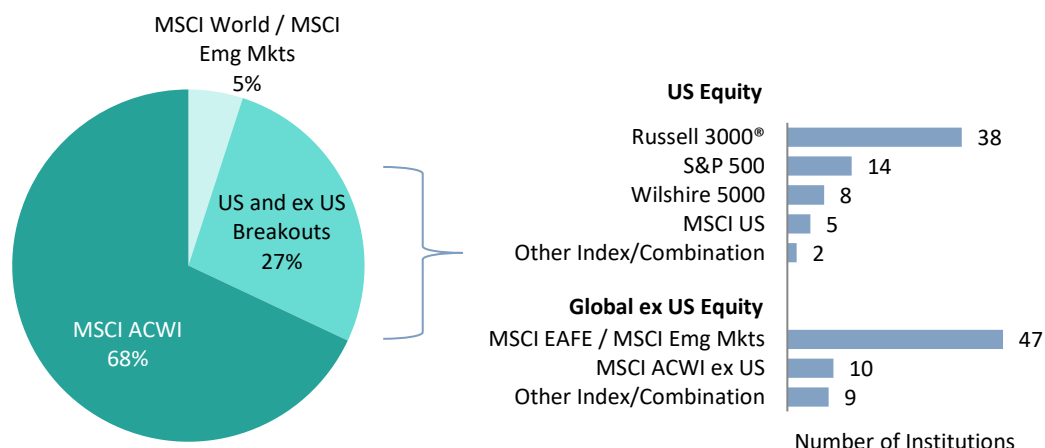 MSCI World / MSCI
Emg Mkts
5%
US and ex US
Breakouts
27%
MSCI ACWI
68%
US Equity
Russell 3000® 38
S&P 500 14
Wilshire 5000 8
MSCI US 5
Other Index/Combination 2
Global ex US Equity
MSCI EAFE / MSCI Emg Mkts 47
MSCI ACWI ex US 10
Other Index/Combination 9
Number of Institutions